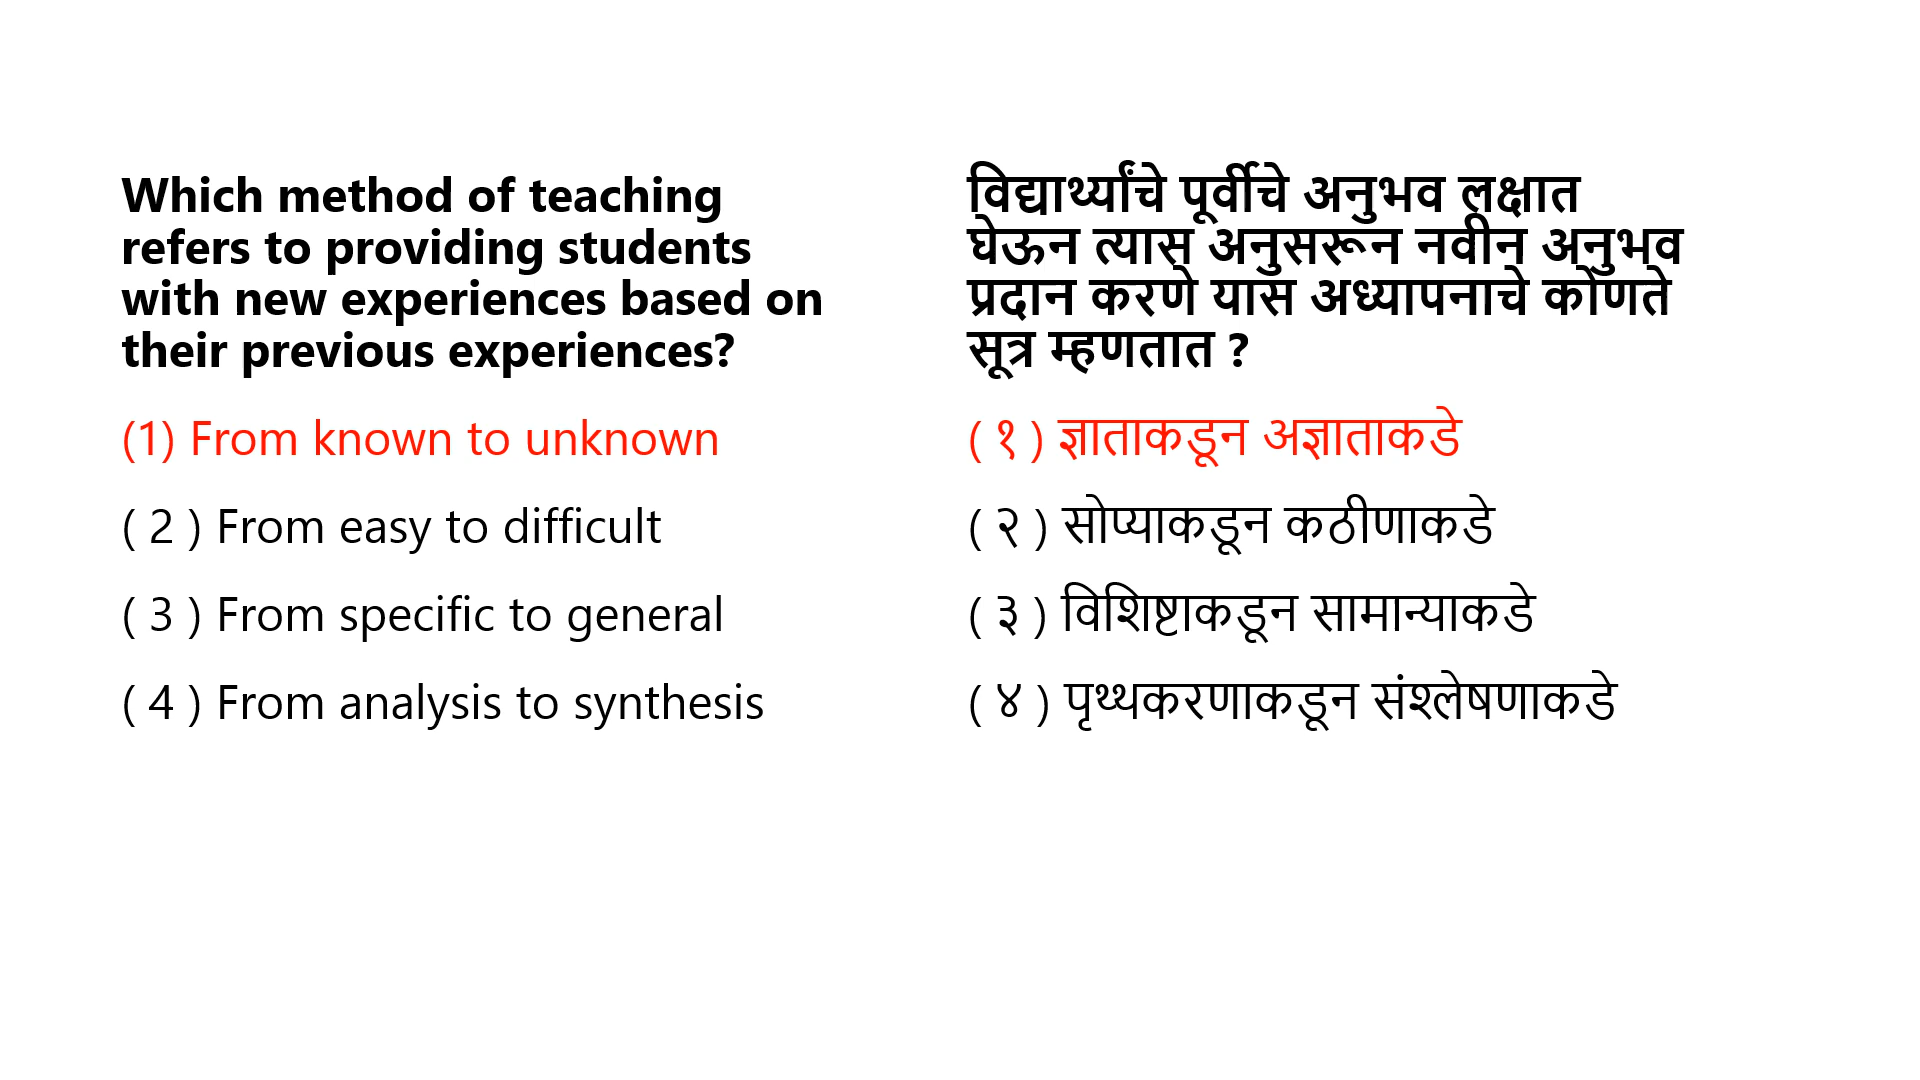 Which method of teaching
refers to providing students
with new experiences based on
their previous experiences?
(1) From known to unknown
( 2 ) From easy to difficult
( 3 ) From specific to general
( 4 ) From analysis to synthesis
विद्यार्थ्यांचे पूर्वीचे अनुभव लक्षात
घेऊन त्यास अनुसरून नवीन अनुभव
प्रदान करणे यास अध्यापनाचे कोणते
सूत्र म्हणतात ?
( १ ) ज्ञाताकडून अज्ञाताकडे
( २ ) सोप्याकडून कठीणाकडे
( ३ ) विशिष्टाकडून सामान्याकडे
( ४ ) पृथ्थकरणाकडून संश्लेषणाकडे